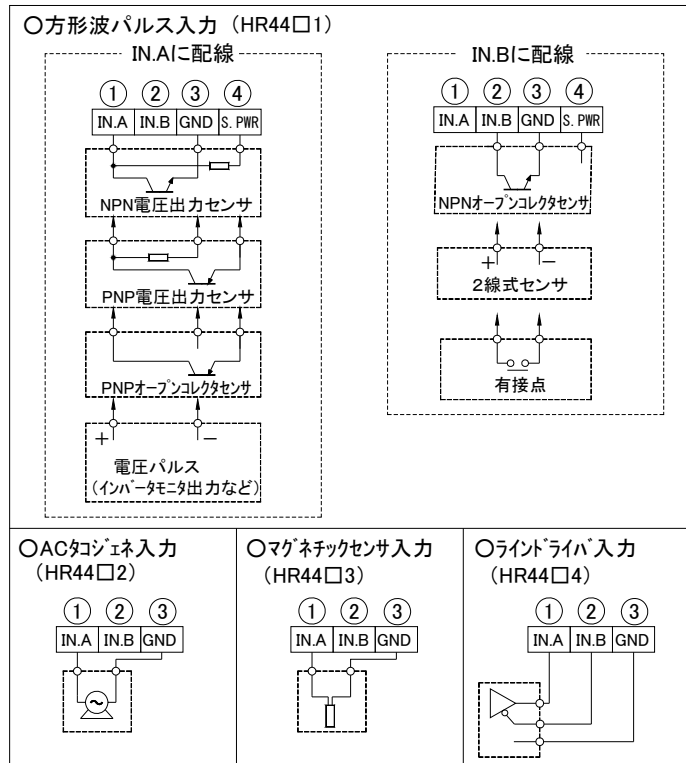 ○方形波パルス入力 (HR44□1)
IN.Aに配線
① ② ③ ④
IN.A IN.B GND S. PWR
NPN電圧出力センサ
PNP電圧出力センサ
PNPオープンコレクタセンサ
+ −
電圧パルス
(インバータモニタ出力など)
IN.Bに配線
① ② ③ ④
IN.A IN.B GND S. PWR
NPNオープンコレクタセンサ
+ −
2線式センサ
有接点
○ACタコジェネ入力
(HR44□2)
① ② ③
IN.A IN.B GND
○マグネチックセンサ入力
(HR44□3)
① ② ③
IN.A IN.B GND
○ラインドライバ入力
(HR44□4)
① ② ③
IN.A IN.B GND